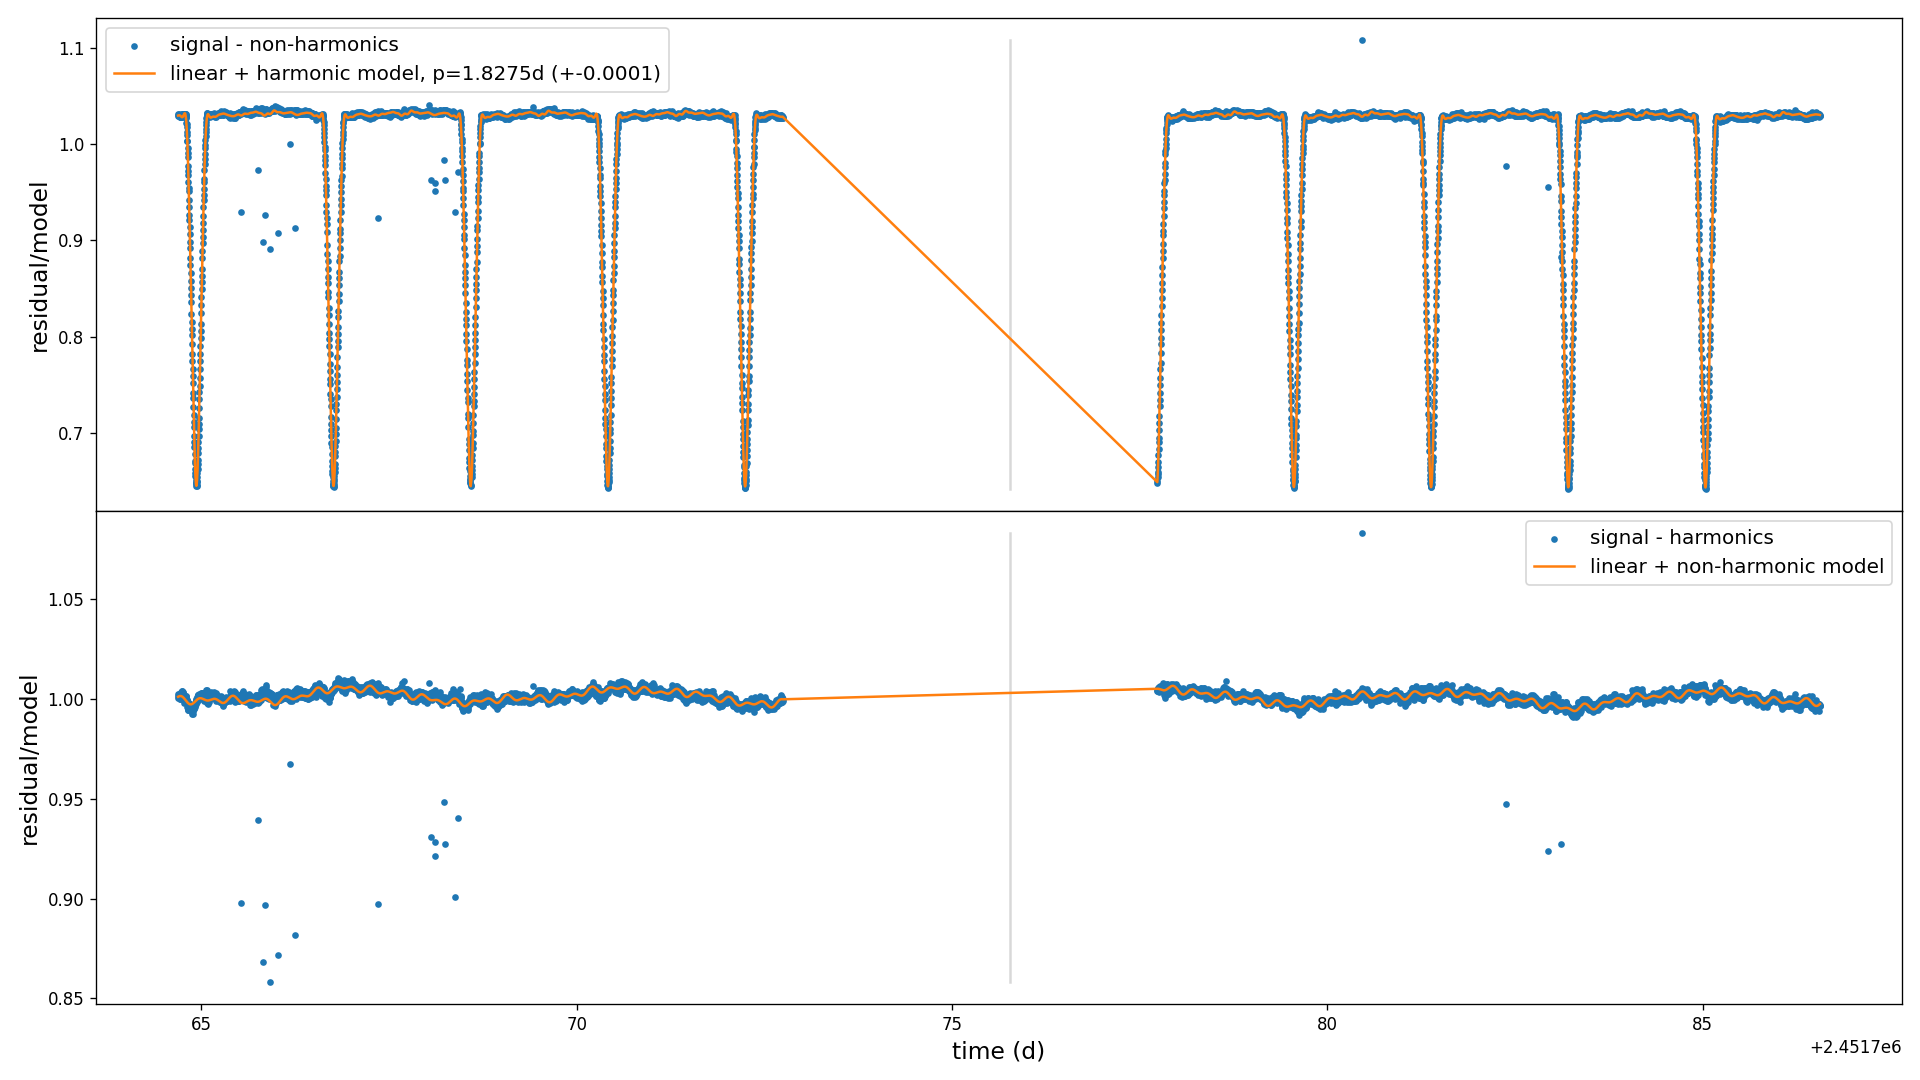 signal - non-harmonics
linear + harmonic model, p=1.8275d (+-0.0001)
1.1
1.0
0.9
0.8
0.7
residual/model
signal - harmonics
linear + non-harmonic model
1.05
1.00
0.95
0.90
0.85
residual/model
65
70
75
80
85
time (d)
+2.4517e6